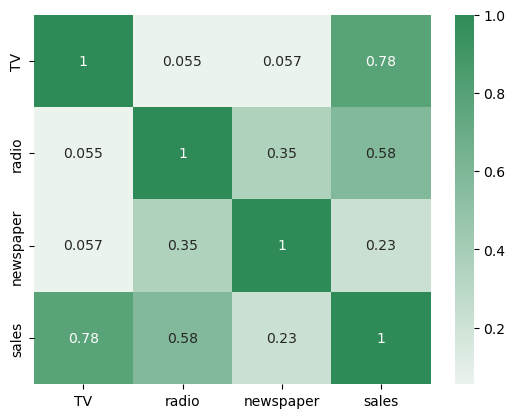 TV 1 0.055 0.057 0.78
radio 0.055 1 0.35 0.58
newspaper 0.057 0.35 1 0.23
sales 0.78 0.58 0.23 1
TV radio newspaper sales
1.0
0.8
0.6
0.4
0.2